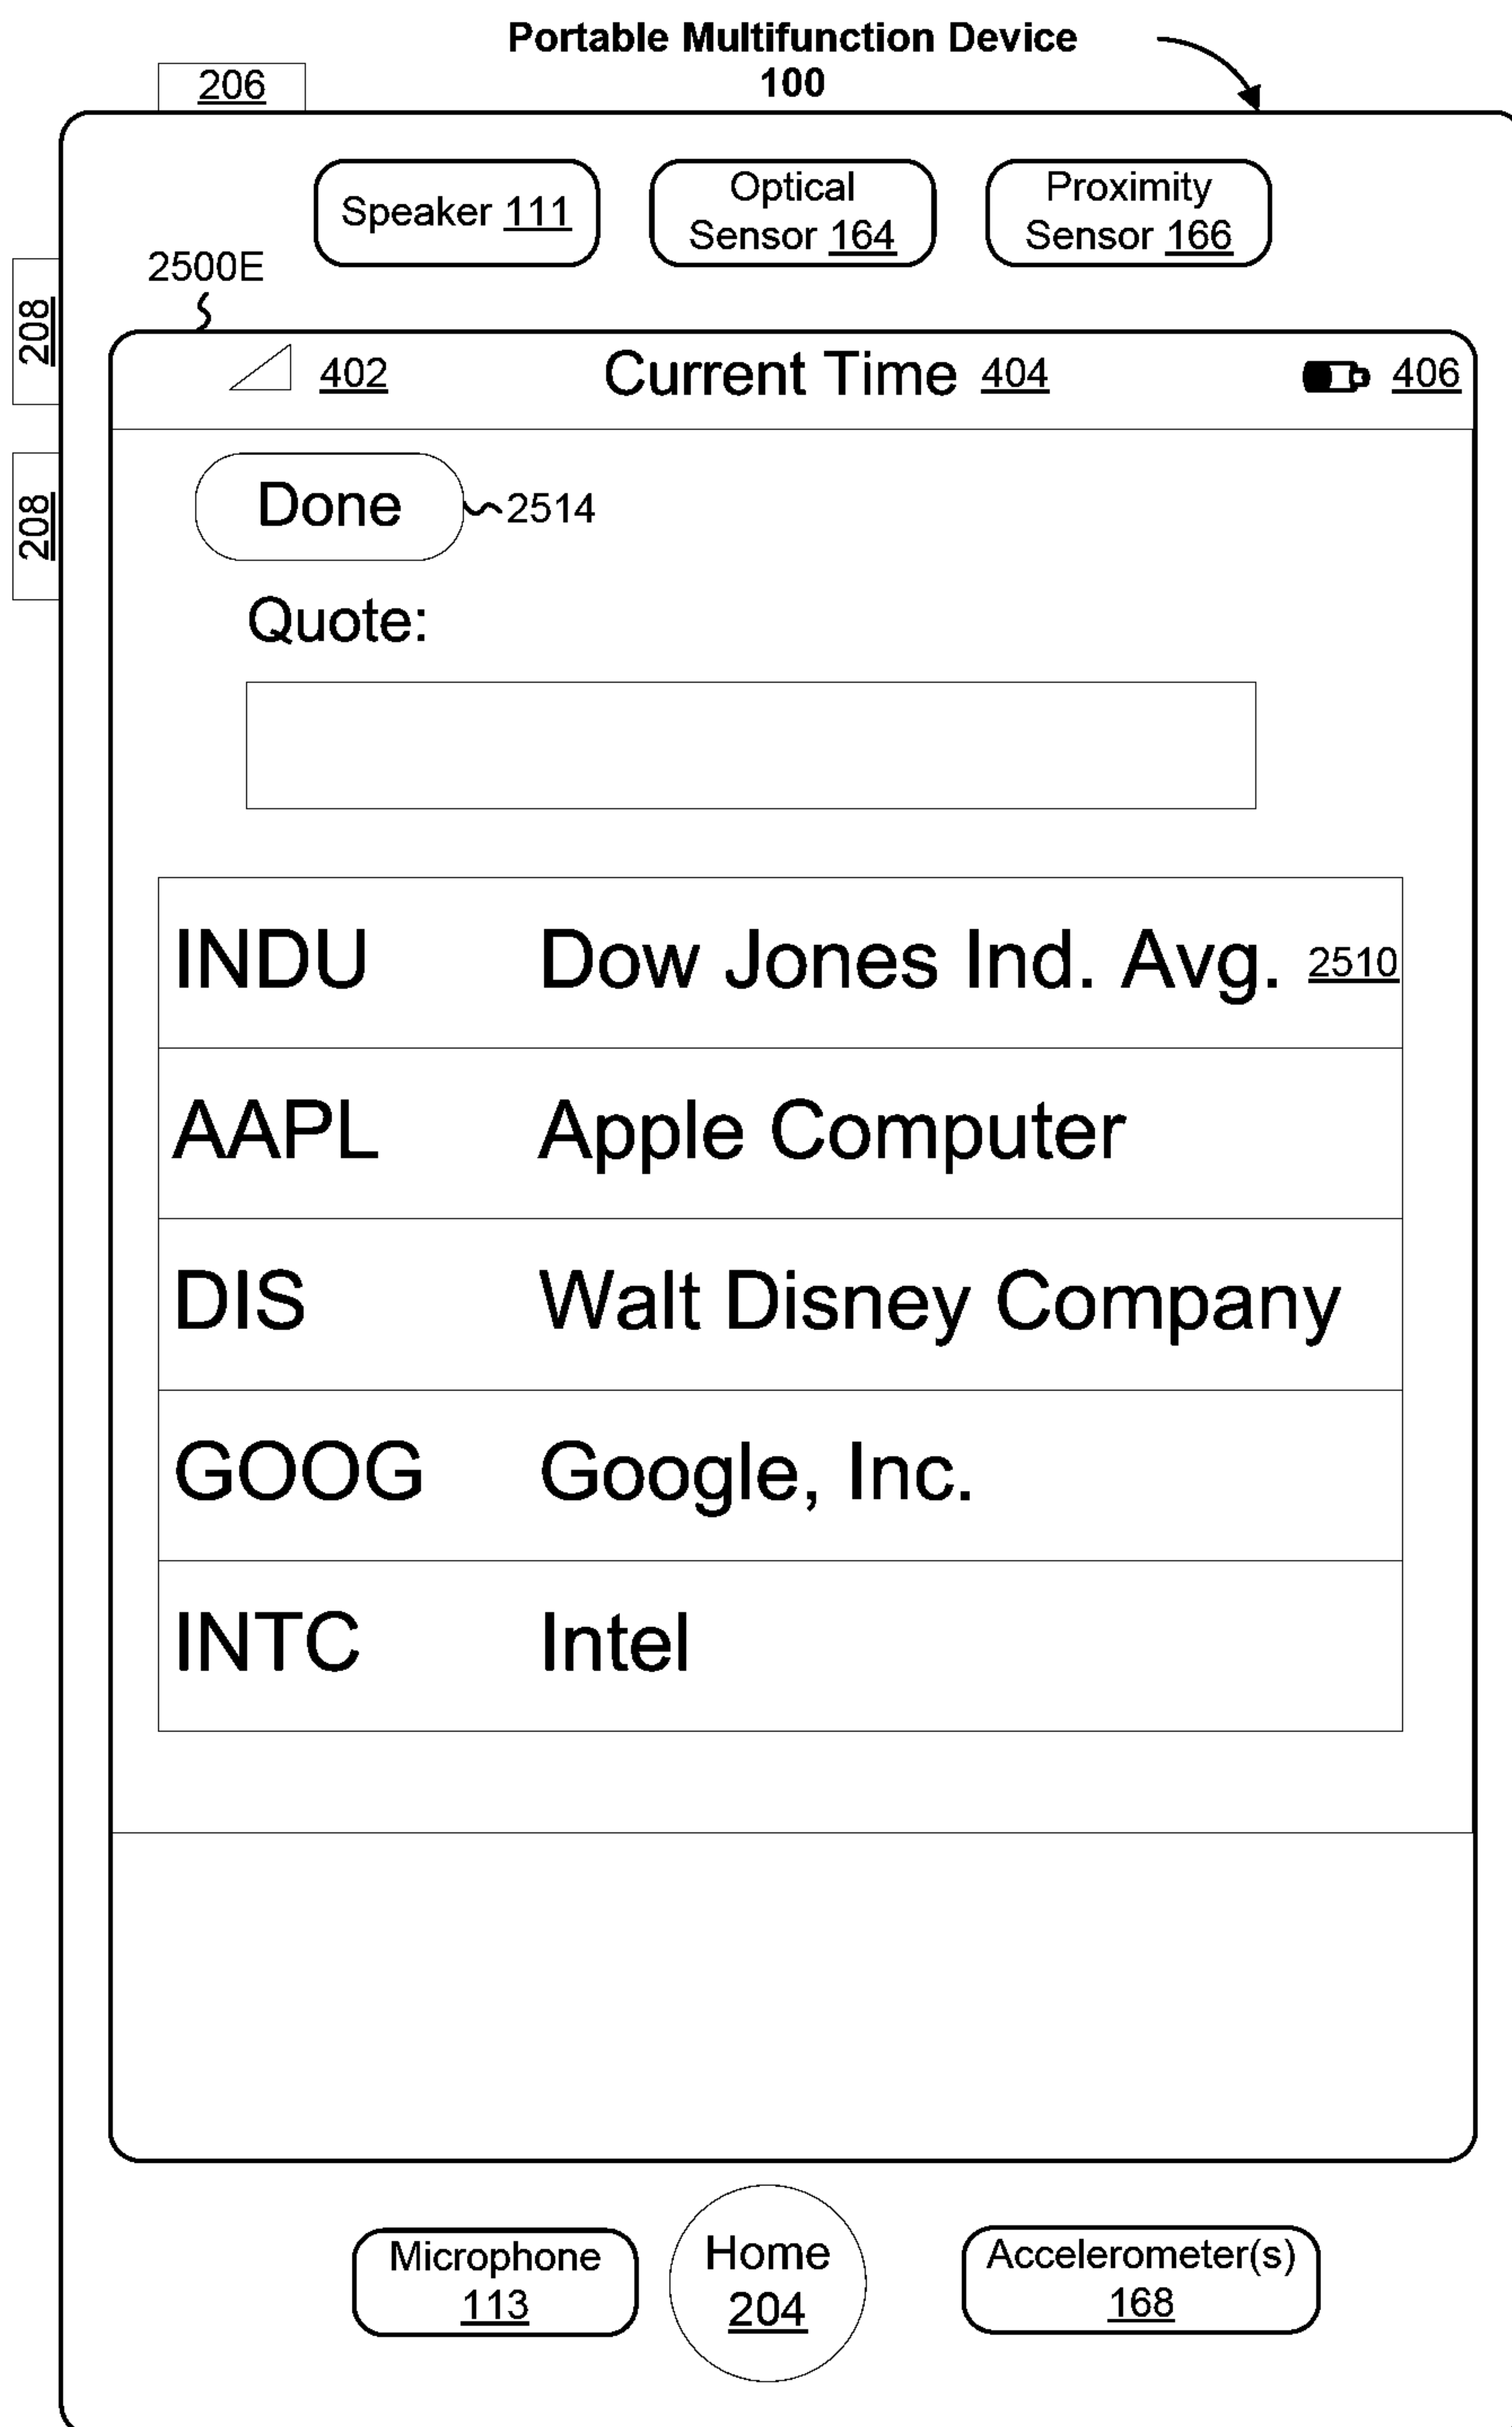 Portable Multifunction Device
100
206
Speaker 111
Optical
Sensor 164
Proximity
Sensor 166
2500E
208
208
402 Current Time 404 406
Done 2514
Quote:
INDU Dow Jones Ind. Avg. 2510
AAPL Apple Computer
DIS Walt Disney Company
GOOG Google, Inc.
INTC Intel
Microphone
113
Home
204
Accelerometer(s)
168